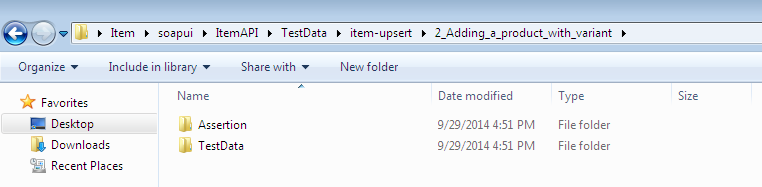 Item soapui ItemAPI TestData item-upsert 2_Adding_a_product_with_variant
Organize Include in library Share with New folder
Favorites
Desktop
Downloads
Recent Places
Name Date modified Type Size
Assertion 9/29/2014 4:51 PM File folder
TestData 9/29/2014 4:51 PM File folder